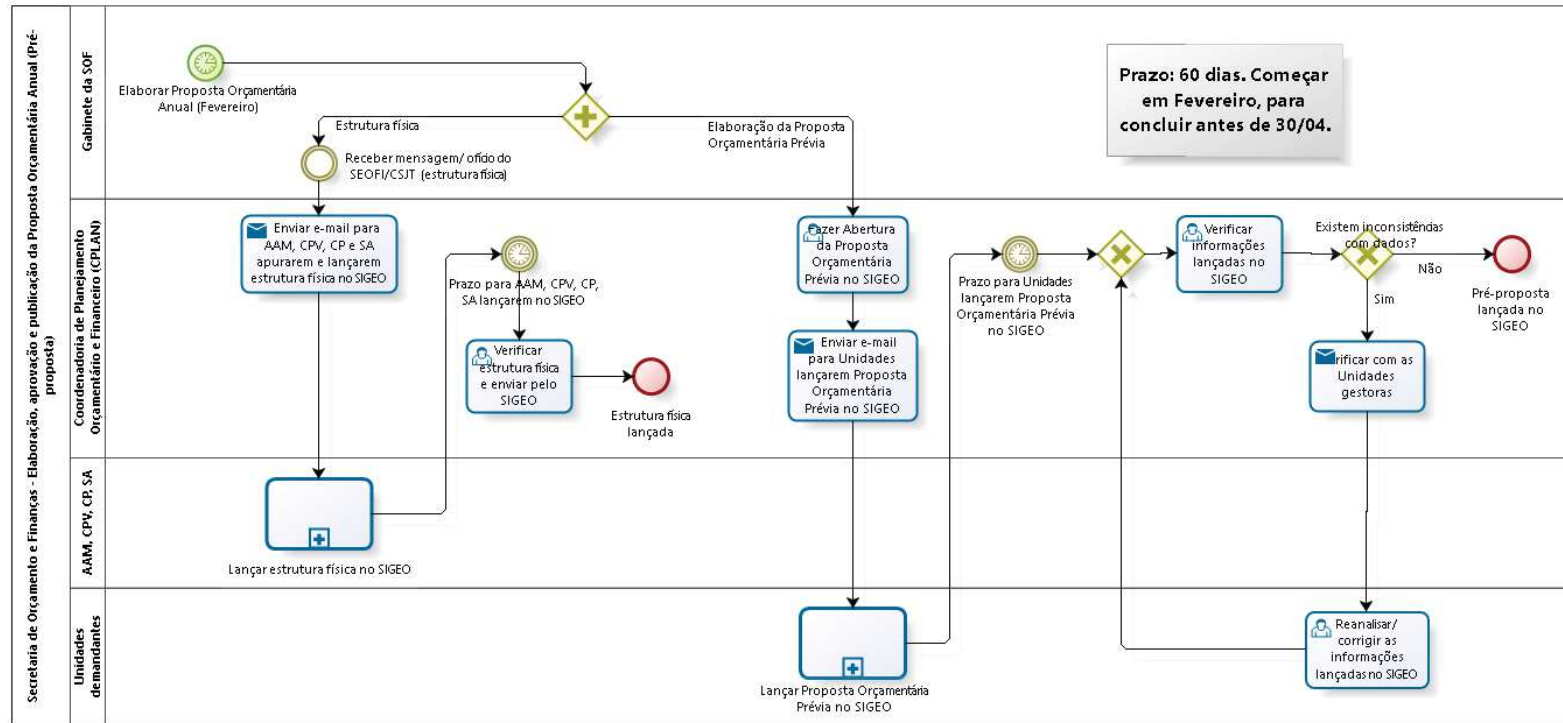 Secretaria de Orçamento e Finanças - Elaboração, aprovação e publicação da Proposta Orçamentária Anual (Pré-
proposta)
Gabinete da SOF
Elaborar Proposta Orçamentária
Anual (Fevereiro)
Estrutura física
Receber mensagem/ ofício do
SEOFI/CSJT (estrutura física)
Elaboração da Proposta
Orçamentária Prévia
Prazo: 60 dias. Começar
em Fevereiro, para
concluir antes de 30/04.
Coordenadoria de Planejamento
Orçamentário e Financeiro (CPLAN)
Enviar e-mail para
AAM, CPV, CP e SA
apurarem e lançarem
estrutura física no SIGEO
Prazo para AAM, CPV, CP,
SA lançarem no SIGEO
Verificar
estrutura física
e enviar pelo
SIGEO
Estrutura física
lançada
Fazer Abertura
da Proposta
Orçamentária
Prévia no SIGEO
Enviar e-mail
para Unidades
lançarem Proposta
Orçamentária
Prévia no SIGEO
Prazo para Unidades
lançarem Proposta
Orçamentária Prévia
no SIGEO
Verificar
informações
lançadas no
SIGEO
Existem inconsistências
com dados?
Não
Sim
Pré-proposta
lançada no
SIGEO
rificar com as
Unidades
gestoras
AAM, CPV, CP, SA
Lançar estrutura física no SIGEO
Unidades
demandantes
Lançar Proposta Orçamentária
Prévia no SIGEO
Reanalisar/
corrigir as
informações
lançadas no SIGEO